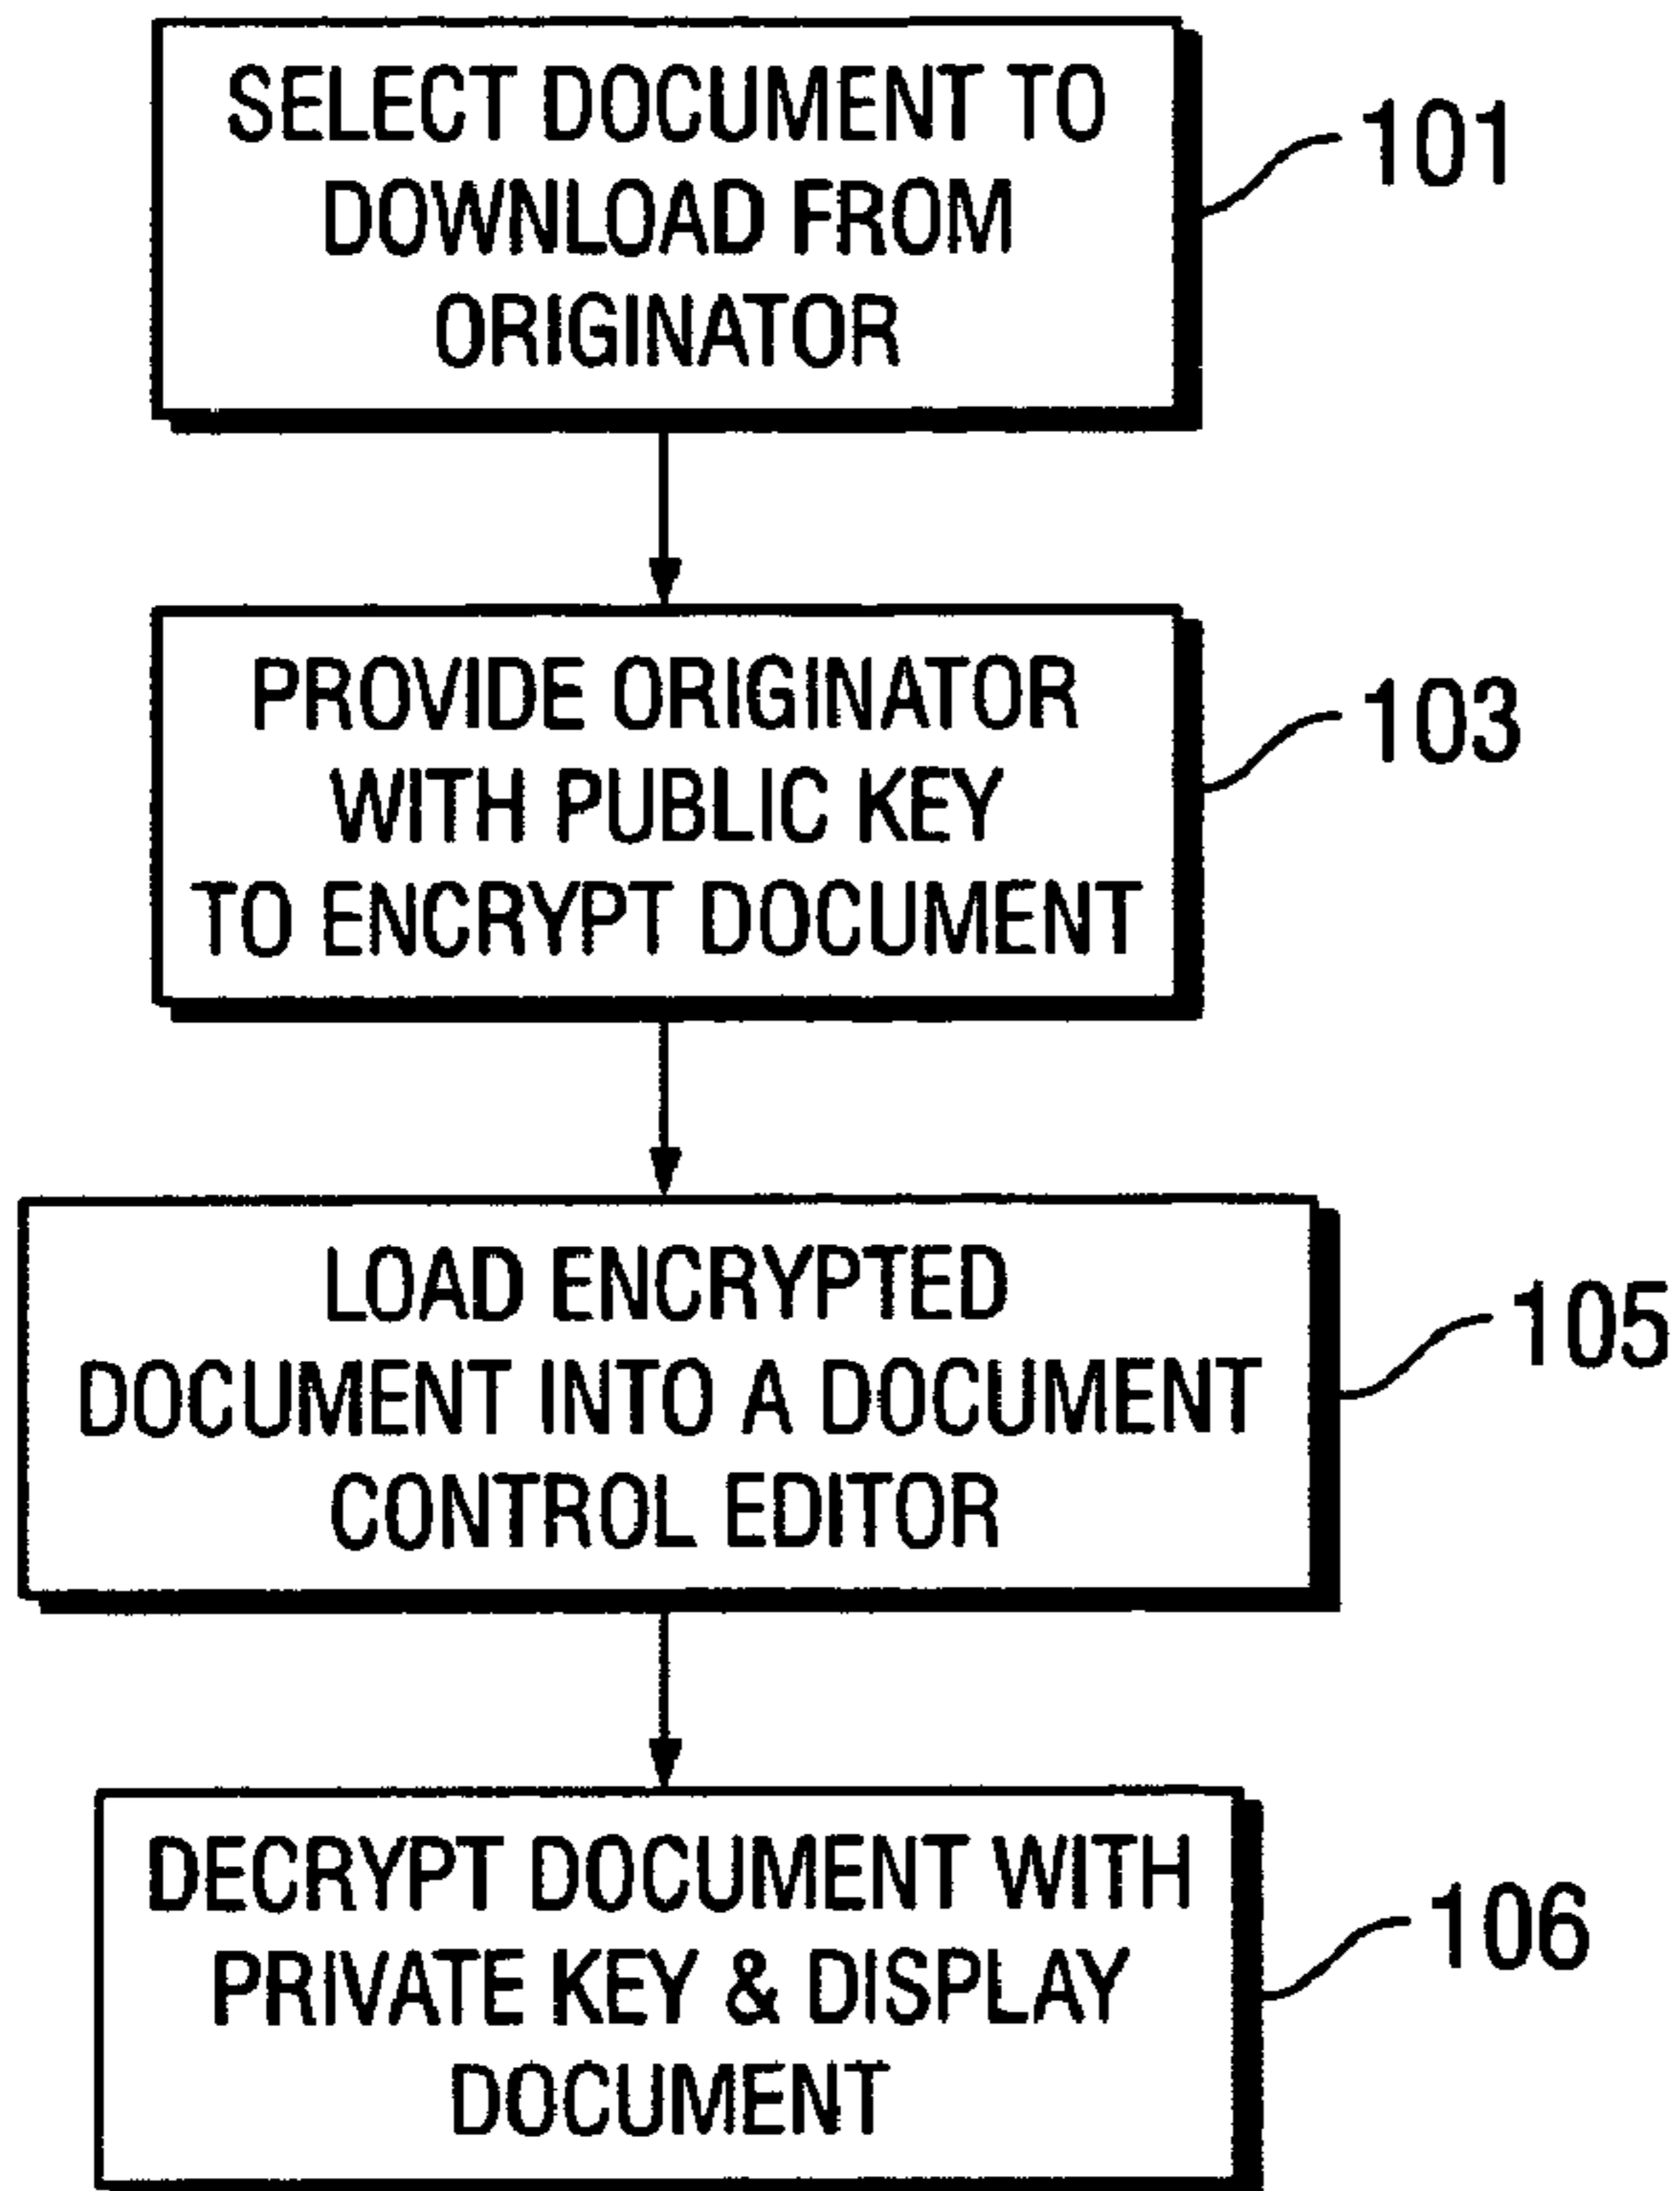 SELECT DOCUMENT TO
DOWNLOAD FROM
ORIGINATOR
101
PROVIDE ORIGINATOR
WITH PUBLIC KEY
TO ENCRYPT DOCUMENT
103
LOAD ENCRYPTED
DOCUMENT INTO A DOCUMENT
CONTROL EDITOR
105
DECRYPT DOCUMENT WITH
PRIVATE KEY & DISPLAY
DOCUMENT
106